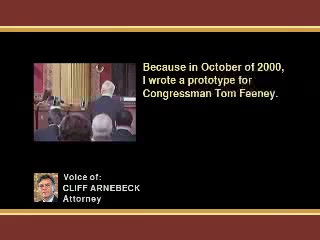 Because in October of 2000,
I wrote a prototype for
Congressman Tom Feeney.
Voice of:
CLIFF ARNEBECK
Attorney